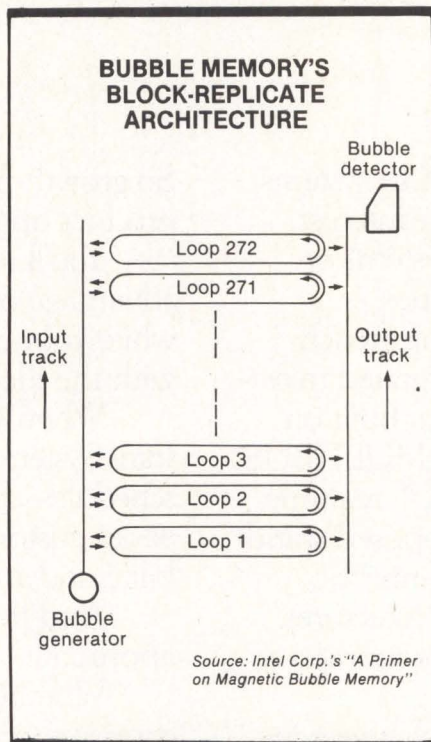 BUBBLE MEMORY'S
BLOCK-REPLICATE
ARCHITECTURE
Bubble
detector
Loop 272
Loop 271
Input
track
Output
track
Loop 3
Loop 2
Loop 1
Bubble
generator
Source: Intel Corp.'s "A Primer
on Magnetic Bubble Memory"